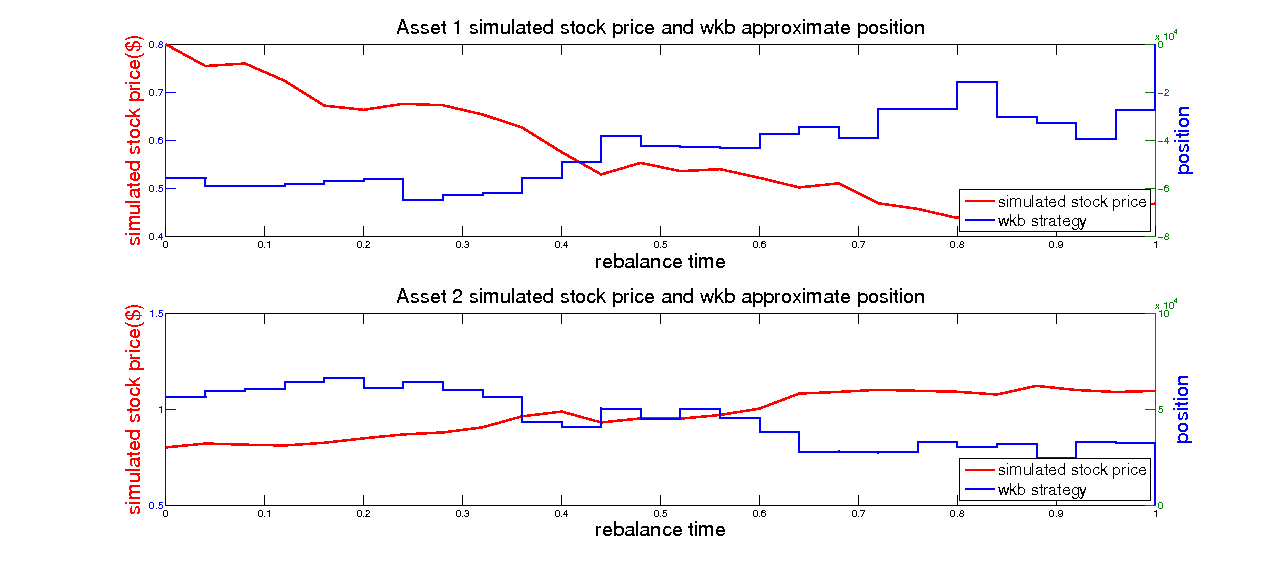 Asset 1 simulated stock price and wkb approximate position
x 10^4
simulated stock price($)
0.8
0.7
0.6
0.5
0.4
0
-2
-4
-6
-8
position
simulated stock price
wkb strategy
0 0.1 0.2 0.3 0.4 0.5 0.6 0.7 0.8 0.9 1
rebalance time
Asset 2 simulated stock price and wkb approximate position
x 10^4
simulated stock price($)
1.5
1
0.5
10
5
0
position
simulated stock price
wkb strategy
0 0.1 0.2 0.3 0.4 0.5 0.6 0.7 0.8 0.9 1
rebalance time